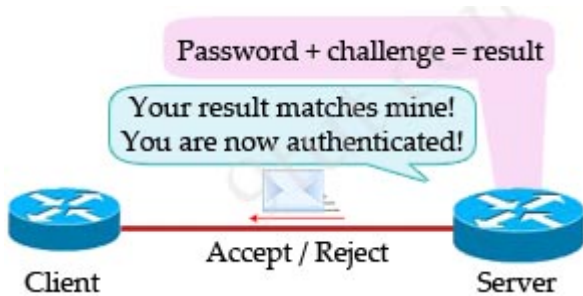 Password + challenge = result
Your result matches mine!
You are now authenticated!
Accept / Reject
Client
Server